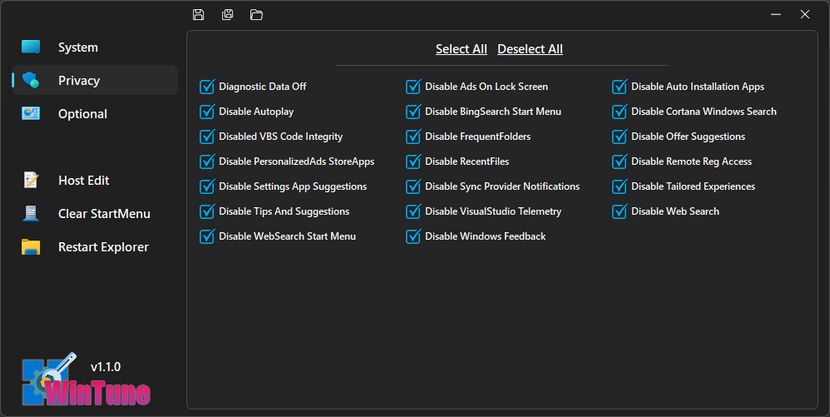 Select All Deselect All
System
Privacy
Optional
Host Edit
Clear StartMenu
Restart Explorer
Diagnostic Data Off Disable Ads On Lock Screen Disable Auto Installation Apps
Disable Autoplay Disable BingSearch Start Menu Disable Cortana Windows Search
Disabled VBS Code Integrity Disable FrequentFolders Disable Offer Suggestions
Disable PersonalizedAds StoreApps Disable RecentFiles Disable Remote Reg Access
Disable Settings App Suggestions Disable Sync Provider Notifications Disable Tailored Experiences
Disable Tips And Suggestions Disable VisualStudio Telemetry Disable Web Search
Disable WebSearch Start Menu Disable Windows Feedback
v1.1.0
WinTune